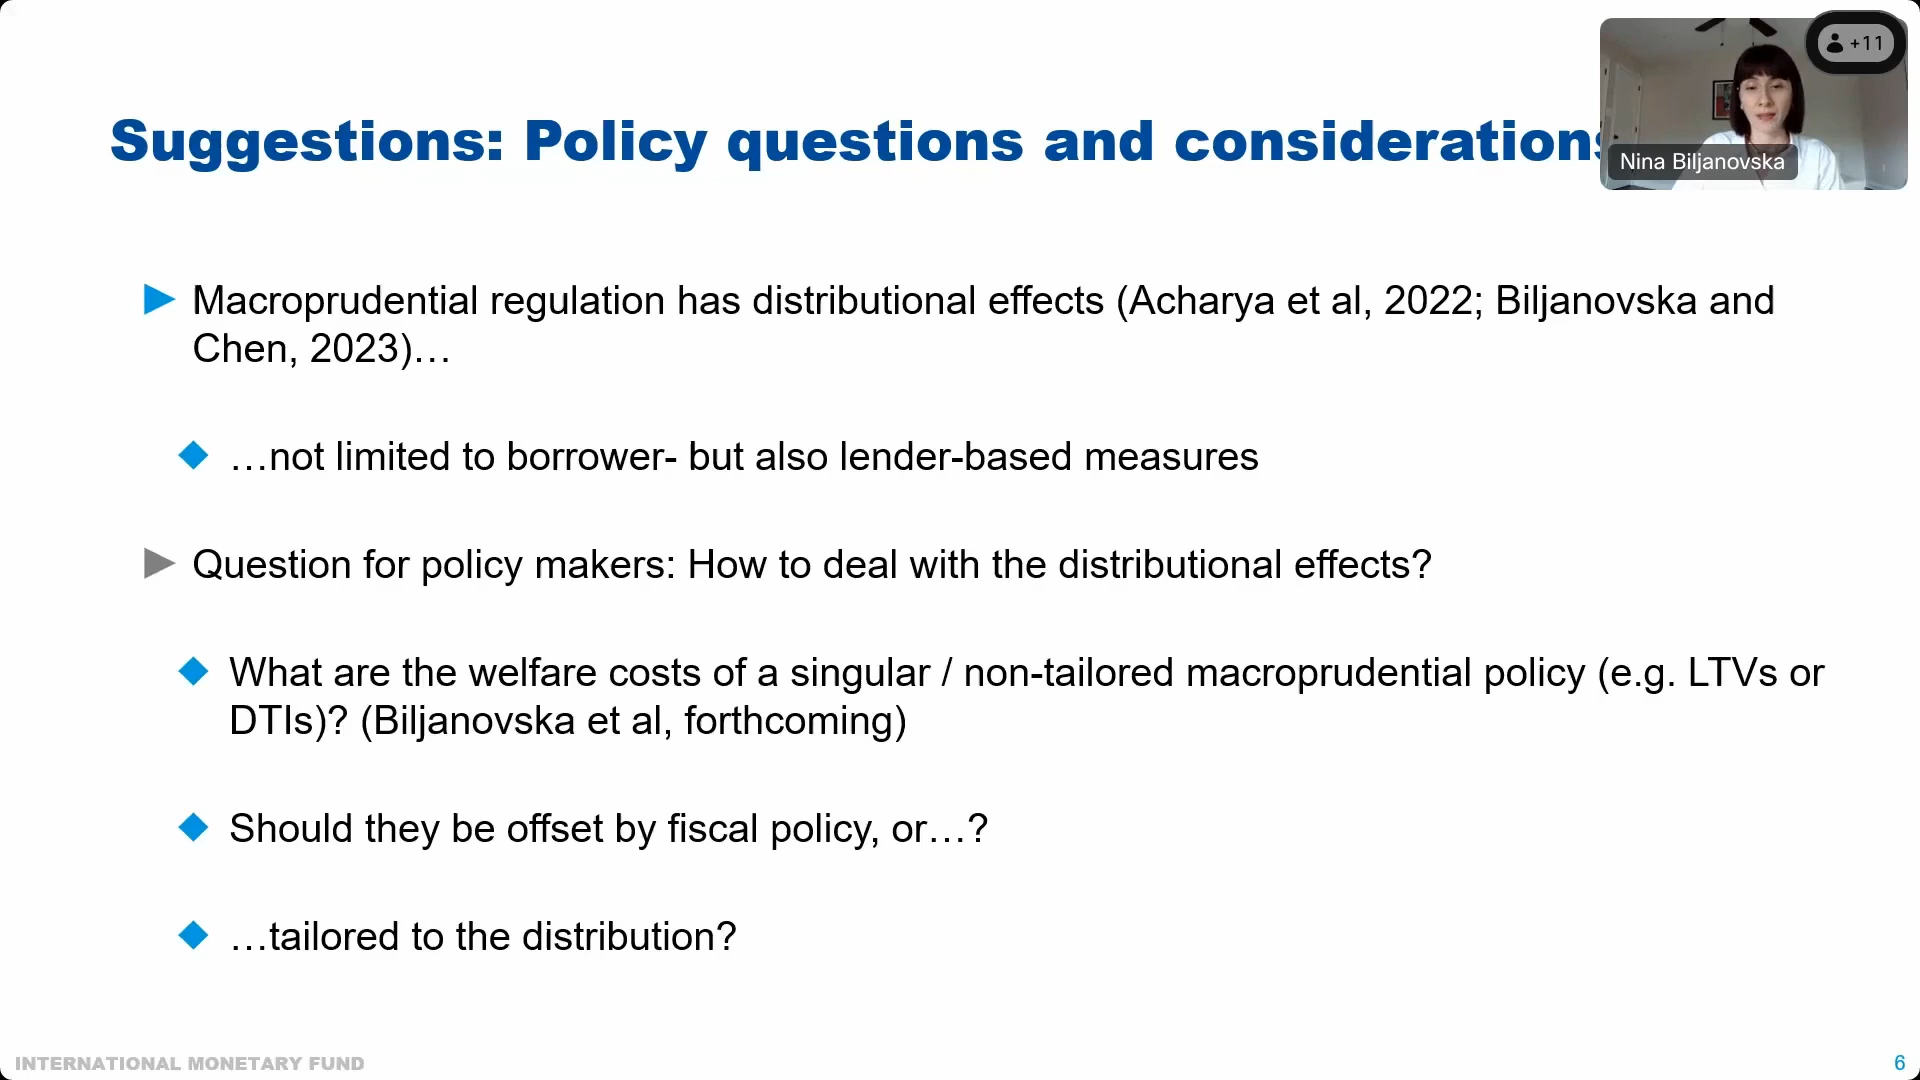 Suggestions: Policy questions and considerations
+11
Nina Biljanovska
Macroprudential regulation has distributional effects (Acharya et al, 2022; Biljanovska and
Chen, 2023)…
…not limited to borrower- but also lender-based measures
Question for policy makers: How to deal with the distributional effects?
What are the welfare costs of a singular / non-tailored macroprudential policy (e.g. LTVs or
DTIs)? (Biljanovska et al, forthcoming)
Should they be offset by fiscal policy, or…?
…tailored to the distribution?
INTERNATIONAL MONETARY FUND
6